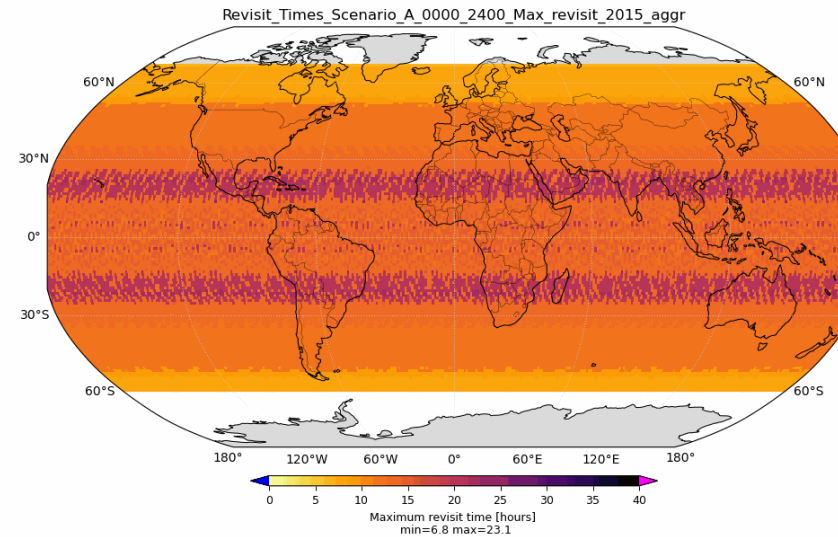 Revisit_Times_Scenario_A_0000_2400_Max_revisit_2015_aggr
60°N 60°N
30°N
0°
30°S
60°S 60°S
180° 120°W 60°W 0° 60°E 120°E 180°
0 5 10 15 20 25 30 35 40
Maximum revisit time [hours]
min=6.8 max=23.1